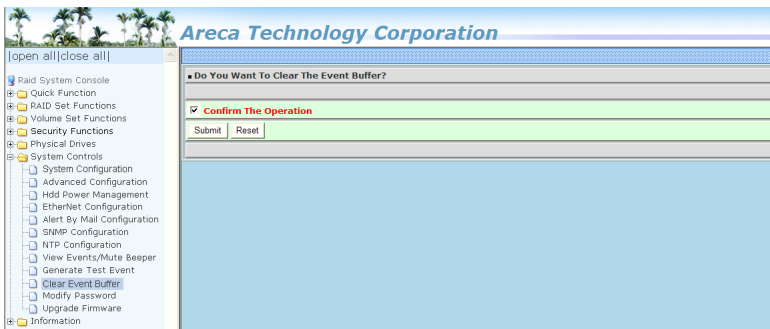 Areca Technology Corporation
|open all|close all|
Raid System Console
Quick Function
RAID Set Functions
Volume Set Functions
Security Functions
Physical Drives
System Controls
System Configuration
Advanced Configuration
Hdd Power Management
EtherNet Configuration
Alert By Mail Configuration
SNMP Configuration
NTP Configuration
View Events/Mute Beeper
Generate Test Event
Clear Event Buffer
Modify Password
Upgrade Firmware
Information
Do You Want To Clear The Event Buffer?
Confirm The Operation
Submit Reset